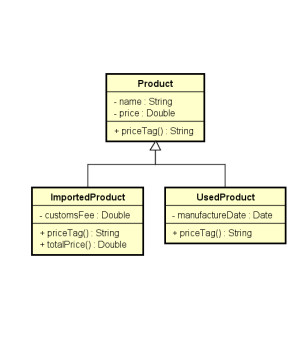 Product
- name : String
- price : Double
+ priceTag() : String
ImportedProduct
- customsFee : Double
+ priceTag() : String
+ totalPrice() : Double
UsedProduct
- manufactureDate : Date
+ priceTag() : String